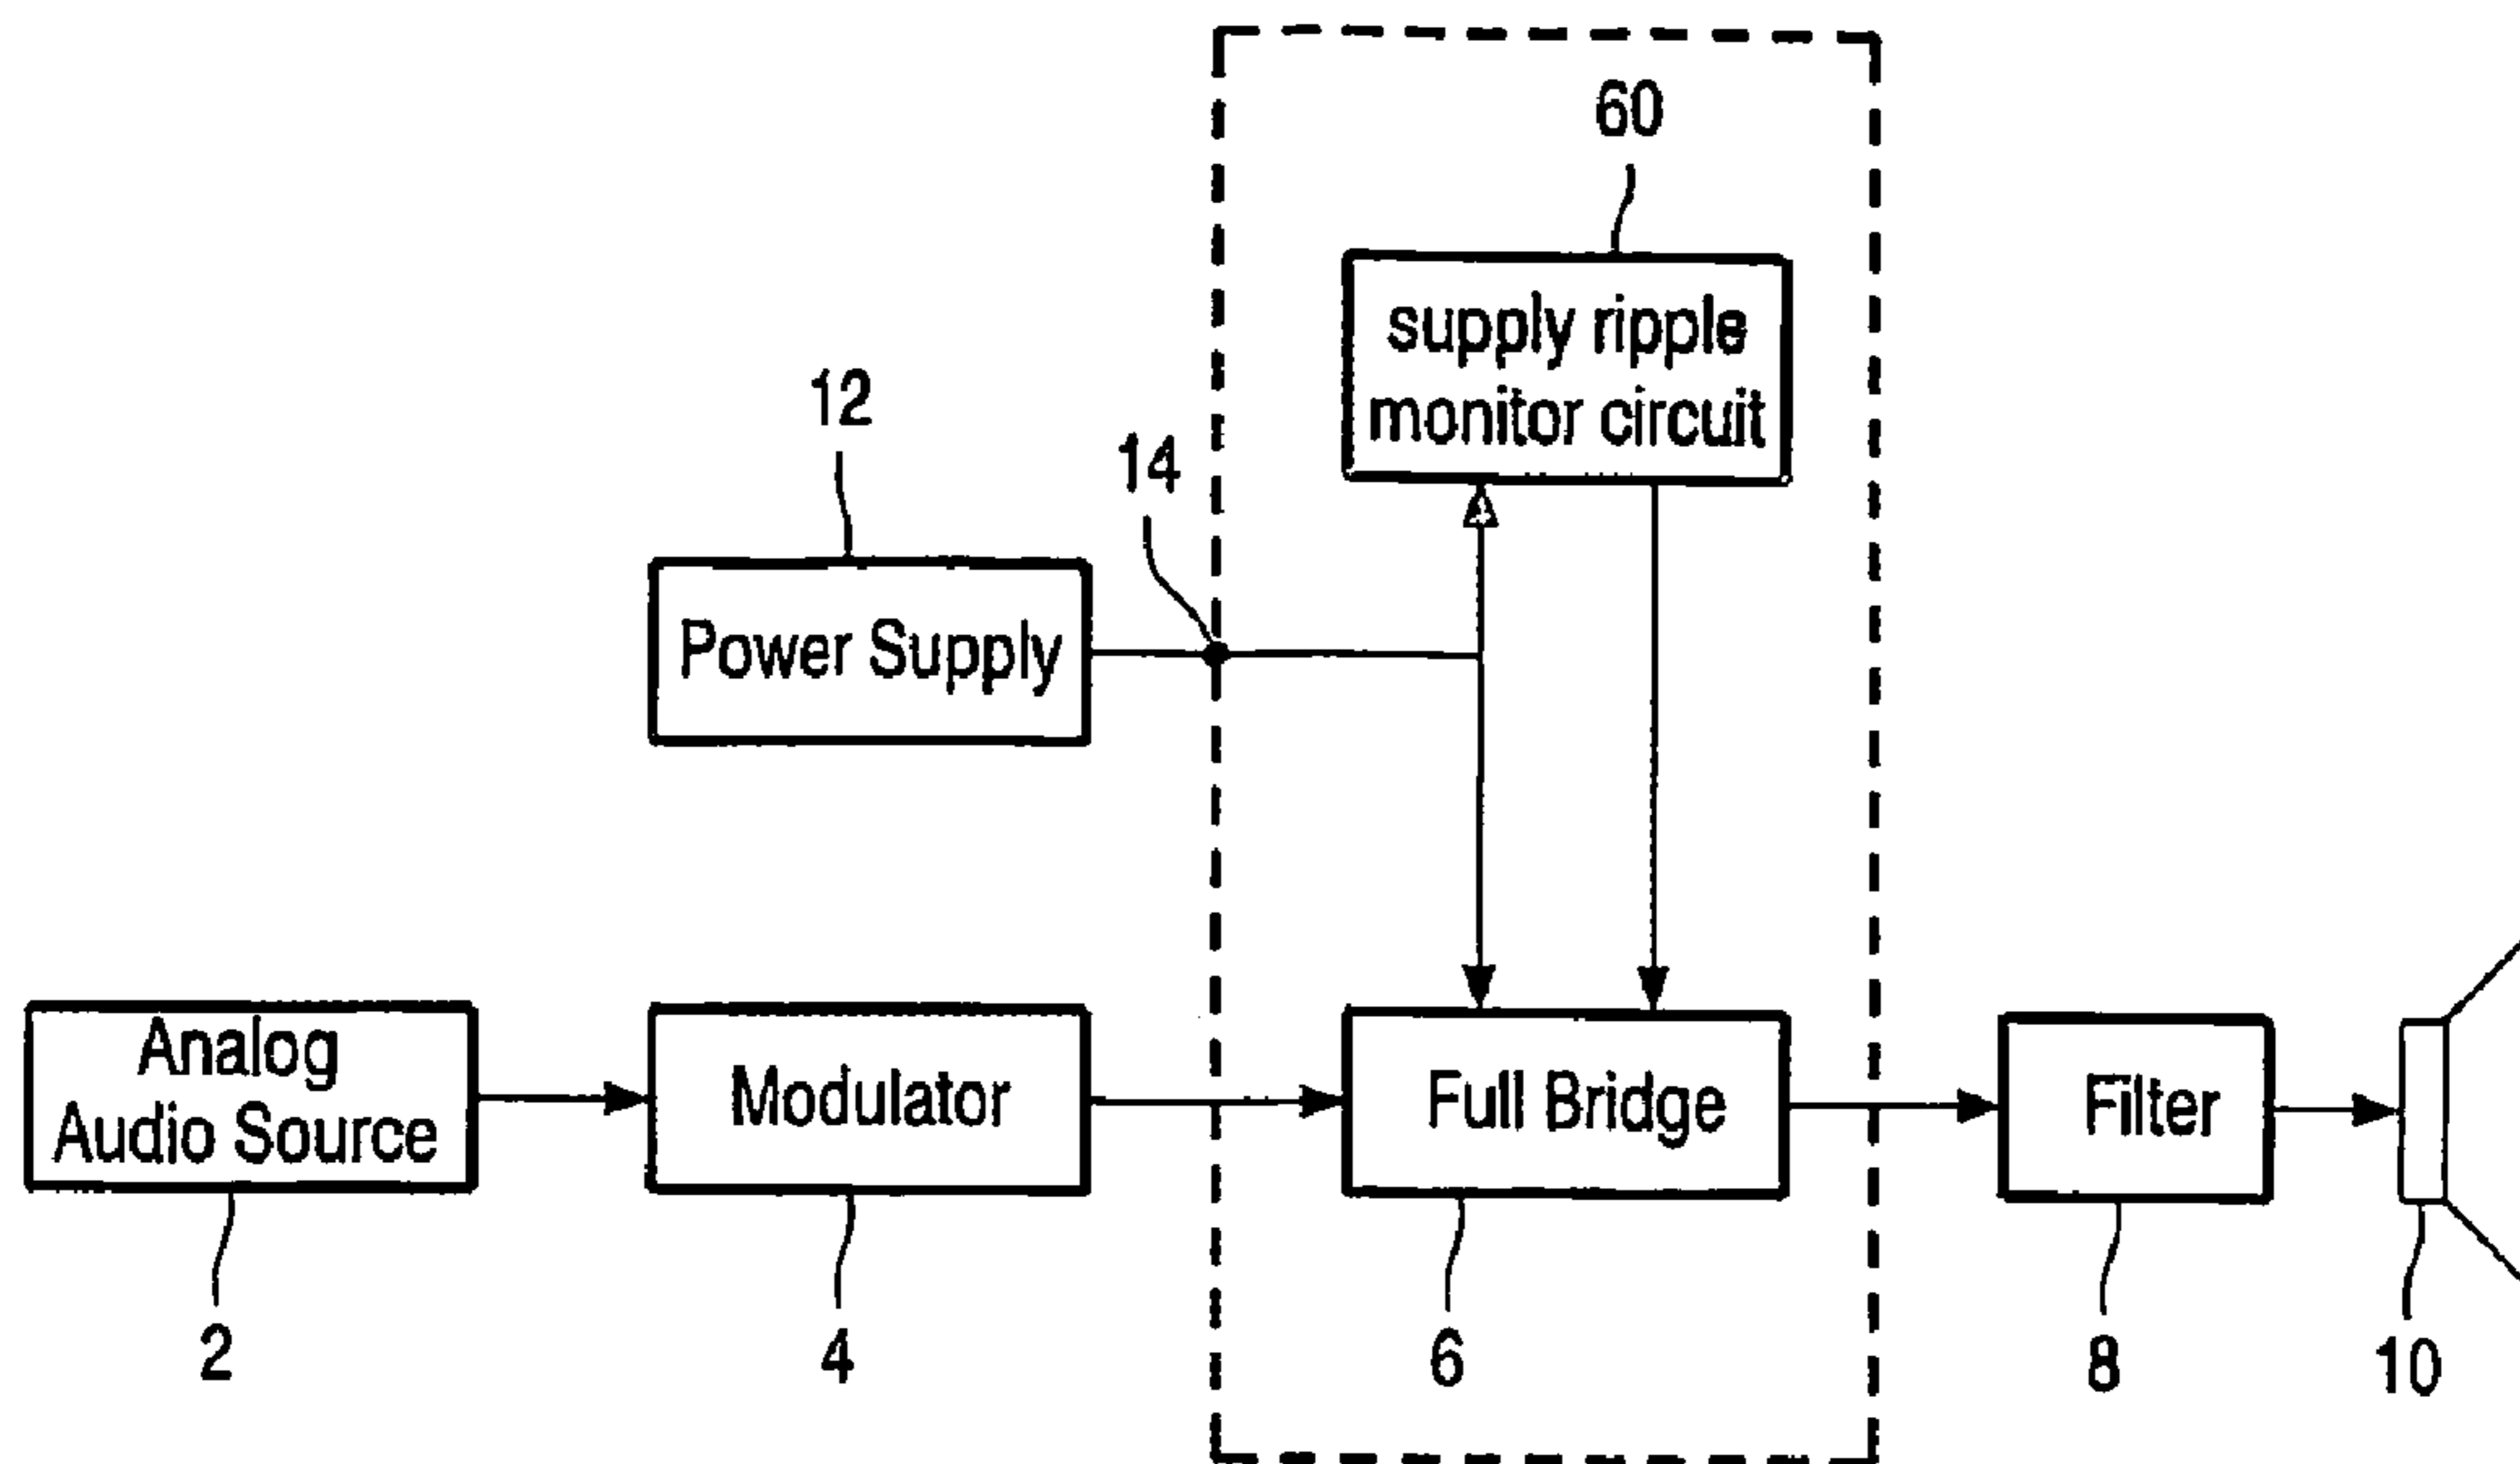 60
supply ripple
monitor circuit
12
14
Power Supply
Analog
Audio Source
Modulator
Full Bridge
Filter
2
4
6
8
10